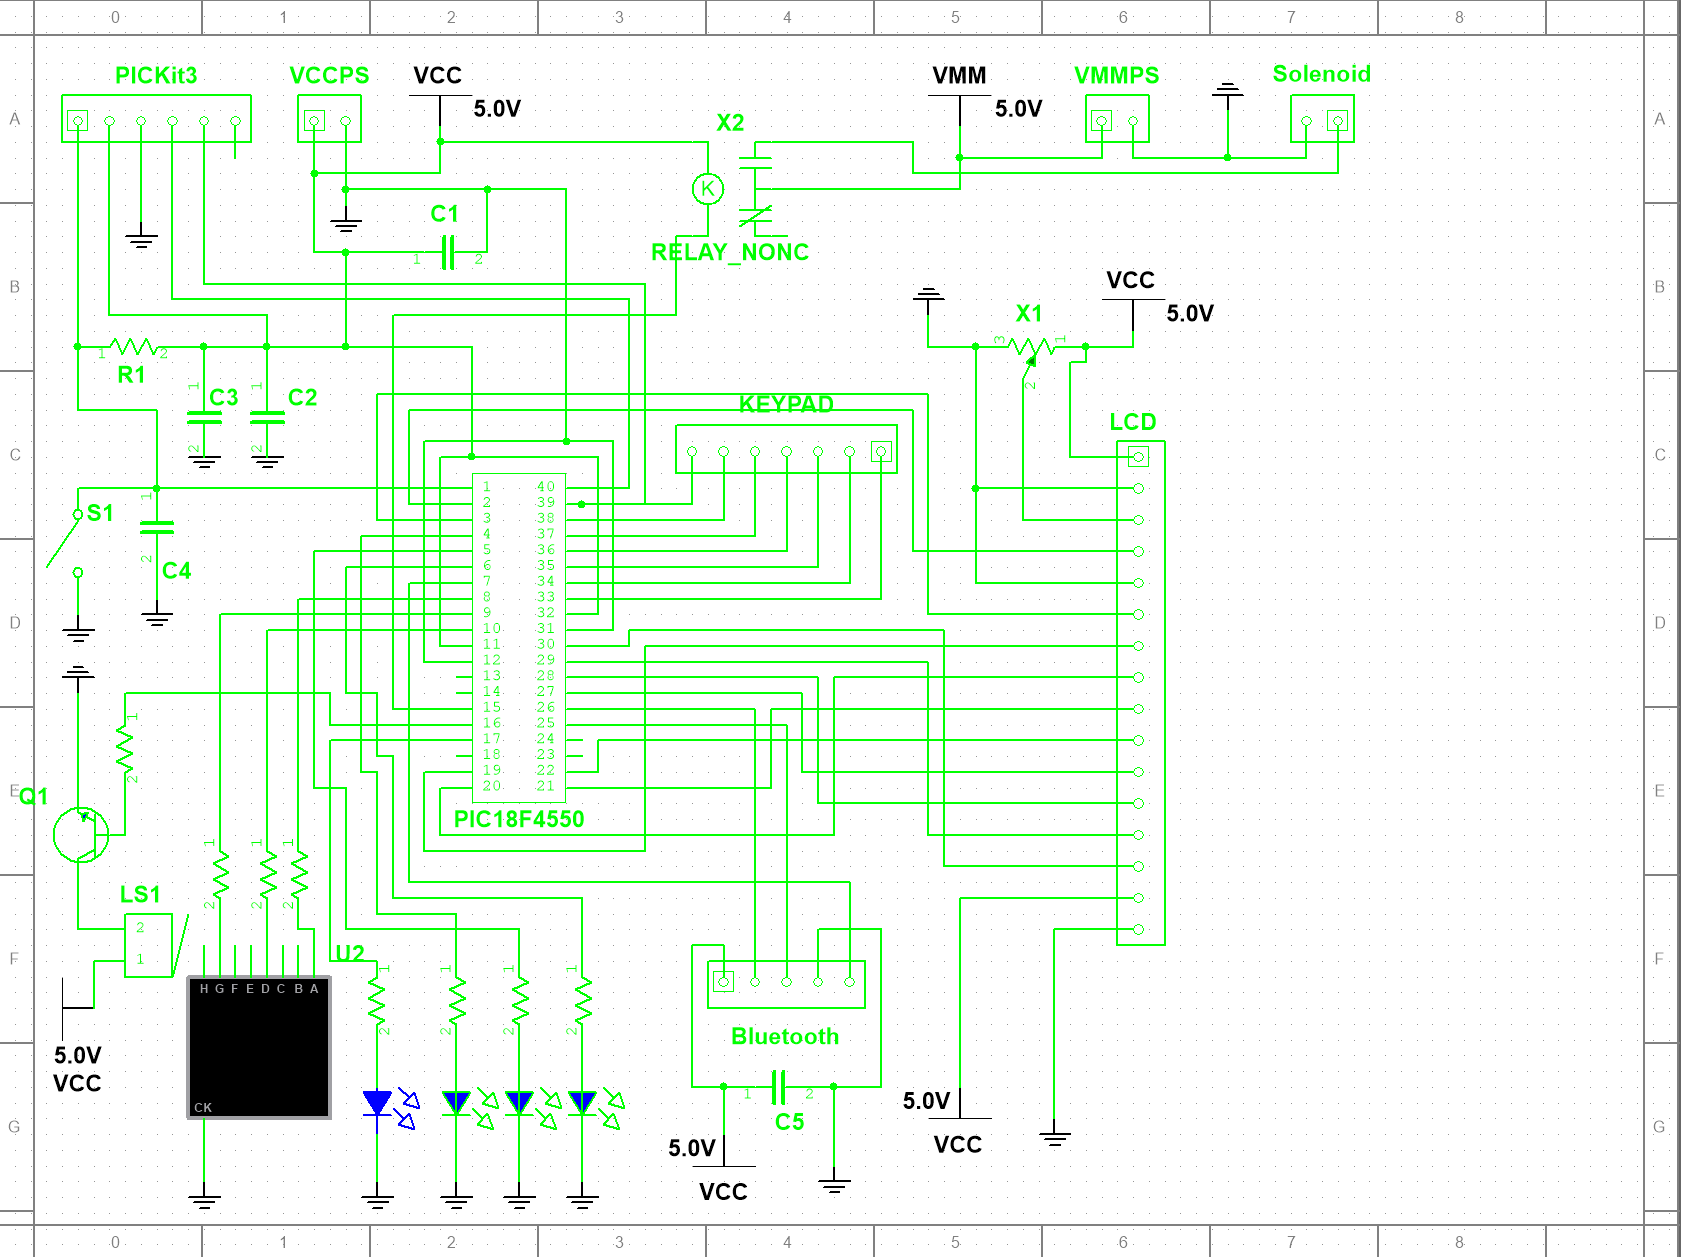 0 1 2 3 4 5 6 7 8
PICKit3 VCCPS VCC VMM VMMPS Solenoid
5.0V 5.0V
A X2 A
K
C1
1 2
RELAY_NONC
B VCC B
X1 5.0V
3 1
1 2
R1
2
1 1
C3 C2
KEYPAD
LCD
2 2
C C
1
S1
2
C4
1 40
2 39
3 38
4 37
5 36
6 35
7 34
8 33
9 32
10 31
11 30
12 29
13 28
14 27
15 26
16 25
17 24
18 23
19 22
20 21
PIC18F4550
D D
1
2
E E
Q1
1 1 1
2 2 2
LS1
2
1
F F
U2
H G F E D C B A
CK
1 1 1 1
2 2 2 2
5.0V
VCC
Bluetooth
1 2
C5
5.0V
VCC
5.0V
VCC
G G
0 1 2 3 4 5 6 7 8